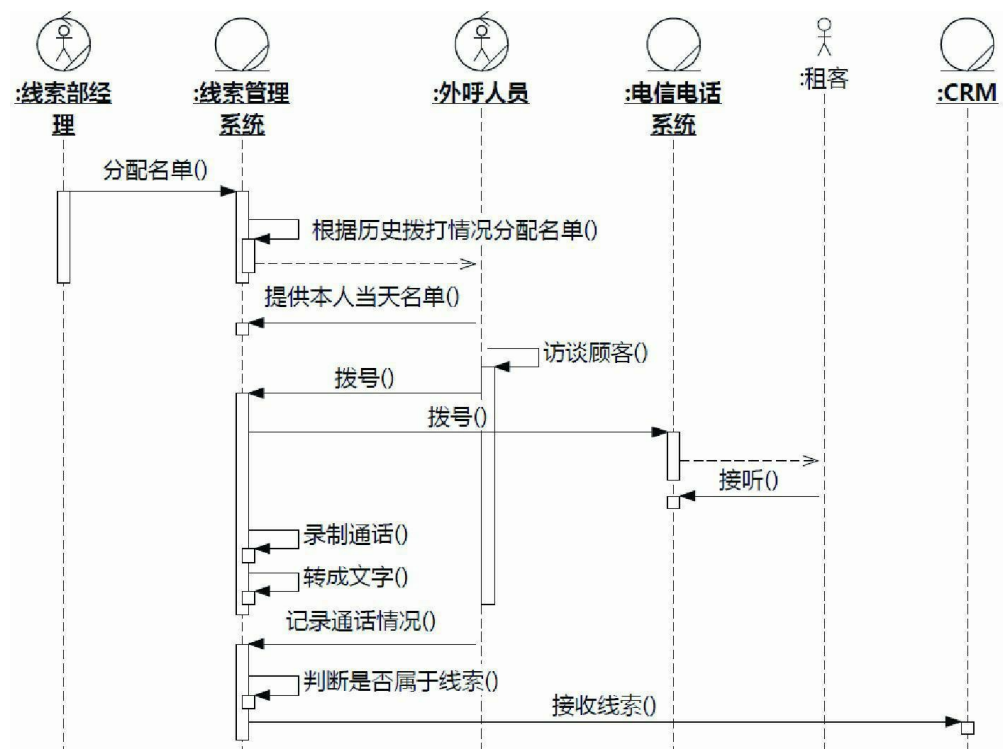 :线索部经
理
:线索管理
系统
:外呼人员
:电信电话
系统
:租客
:CRM
分配名单()
根据历史拨打情况分配名单()
提供本人当天名单()
访谈顾客()
拨号()
拨号()
接听()
录制通话()
转成文字()
记录通话情况()
判断是否属于线索()
接收线索()